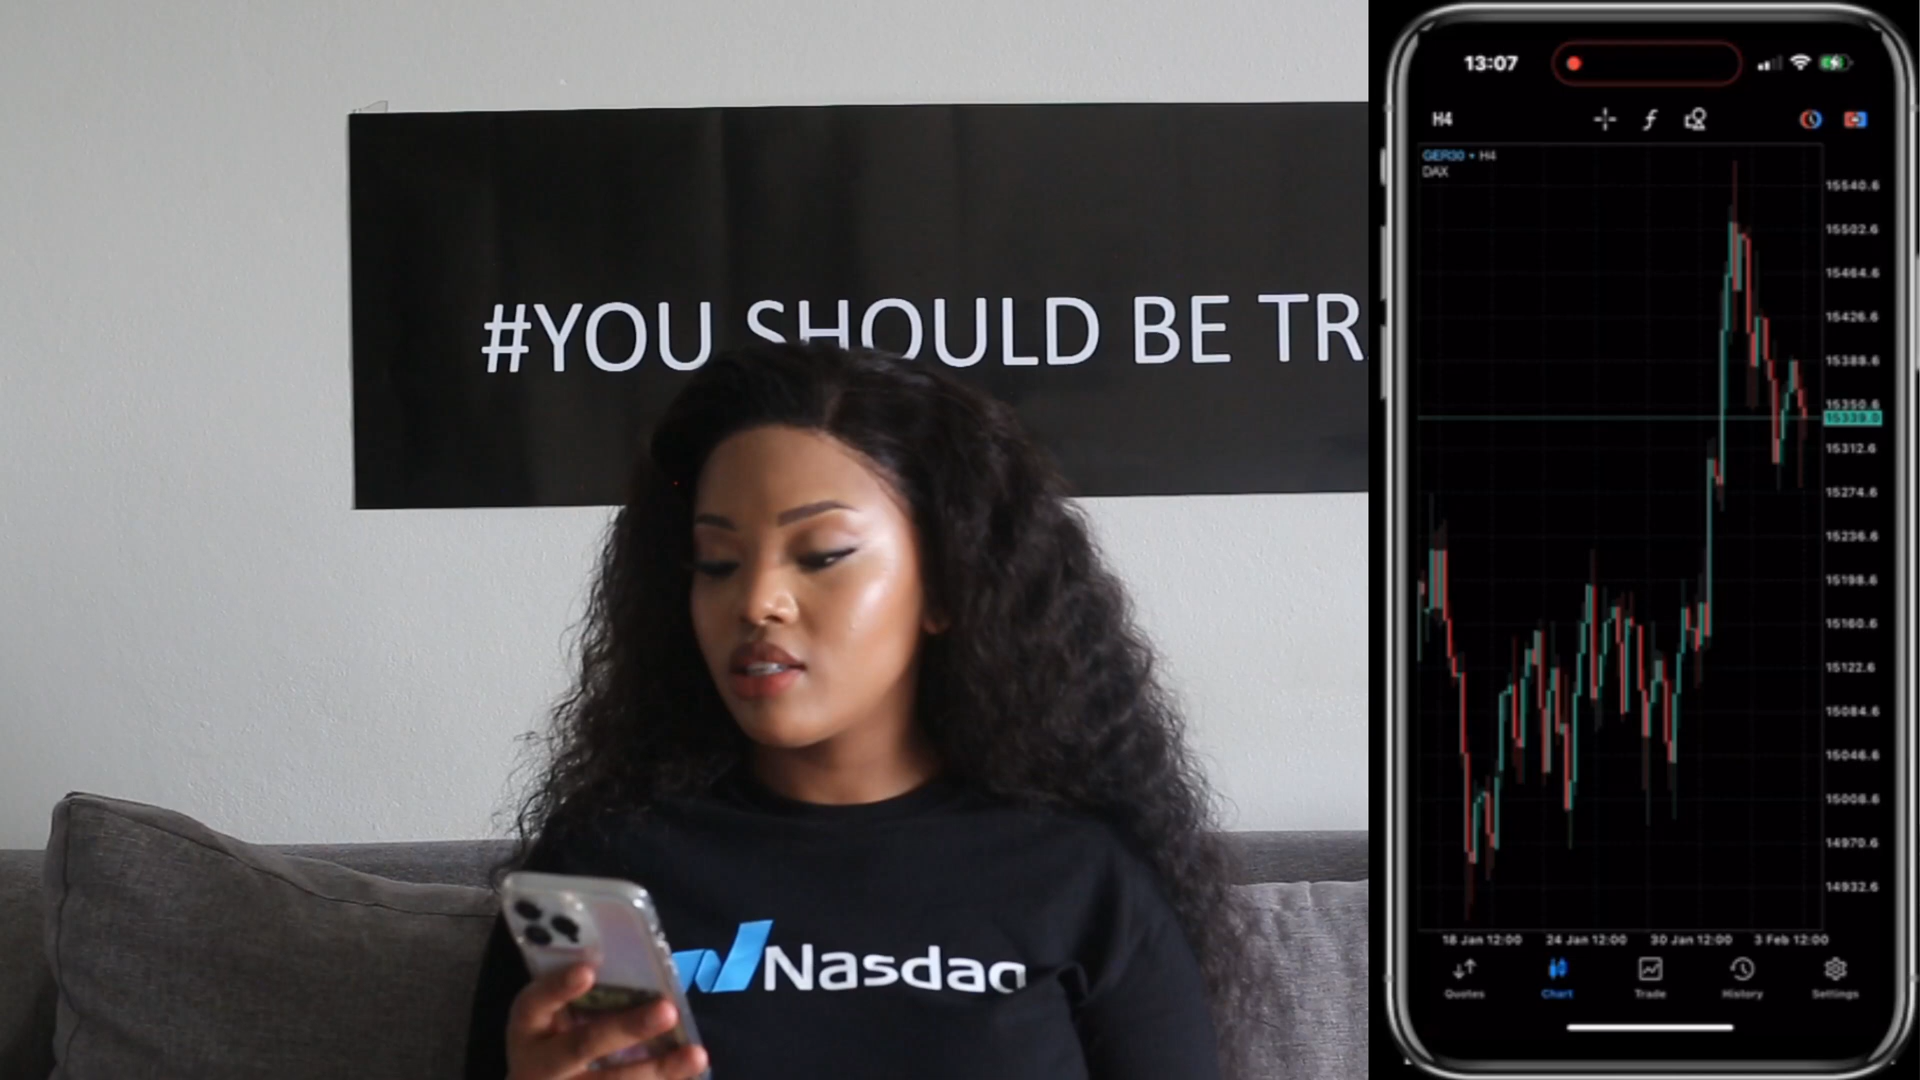 #YOU SHOULD BE TR
Nasdaq
13:07
H4
GER30 • H4
DAX
15540.6
15502.6
15464.6
15426.6
15388.6
15350.6
15339.0
15312.6
15274.6
15236.6
15198.6
15160.6
15122.6
15084.6
15046.6
15008.6
14970.6
14932.6
18 Jan 12:00 24 Jan 12:00 30 Jan 12:00 3 Feb 12:00
Quotes Chart Trade History Settings